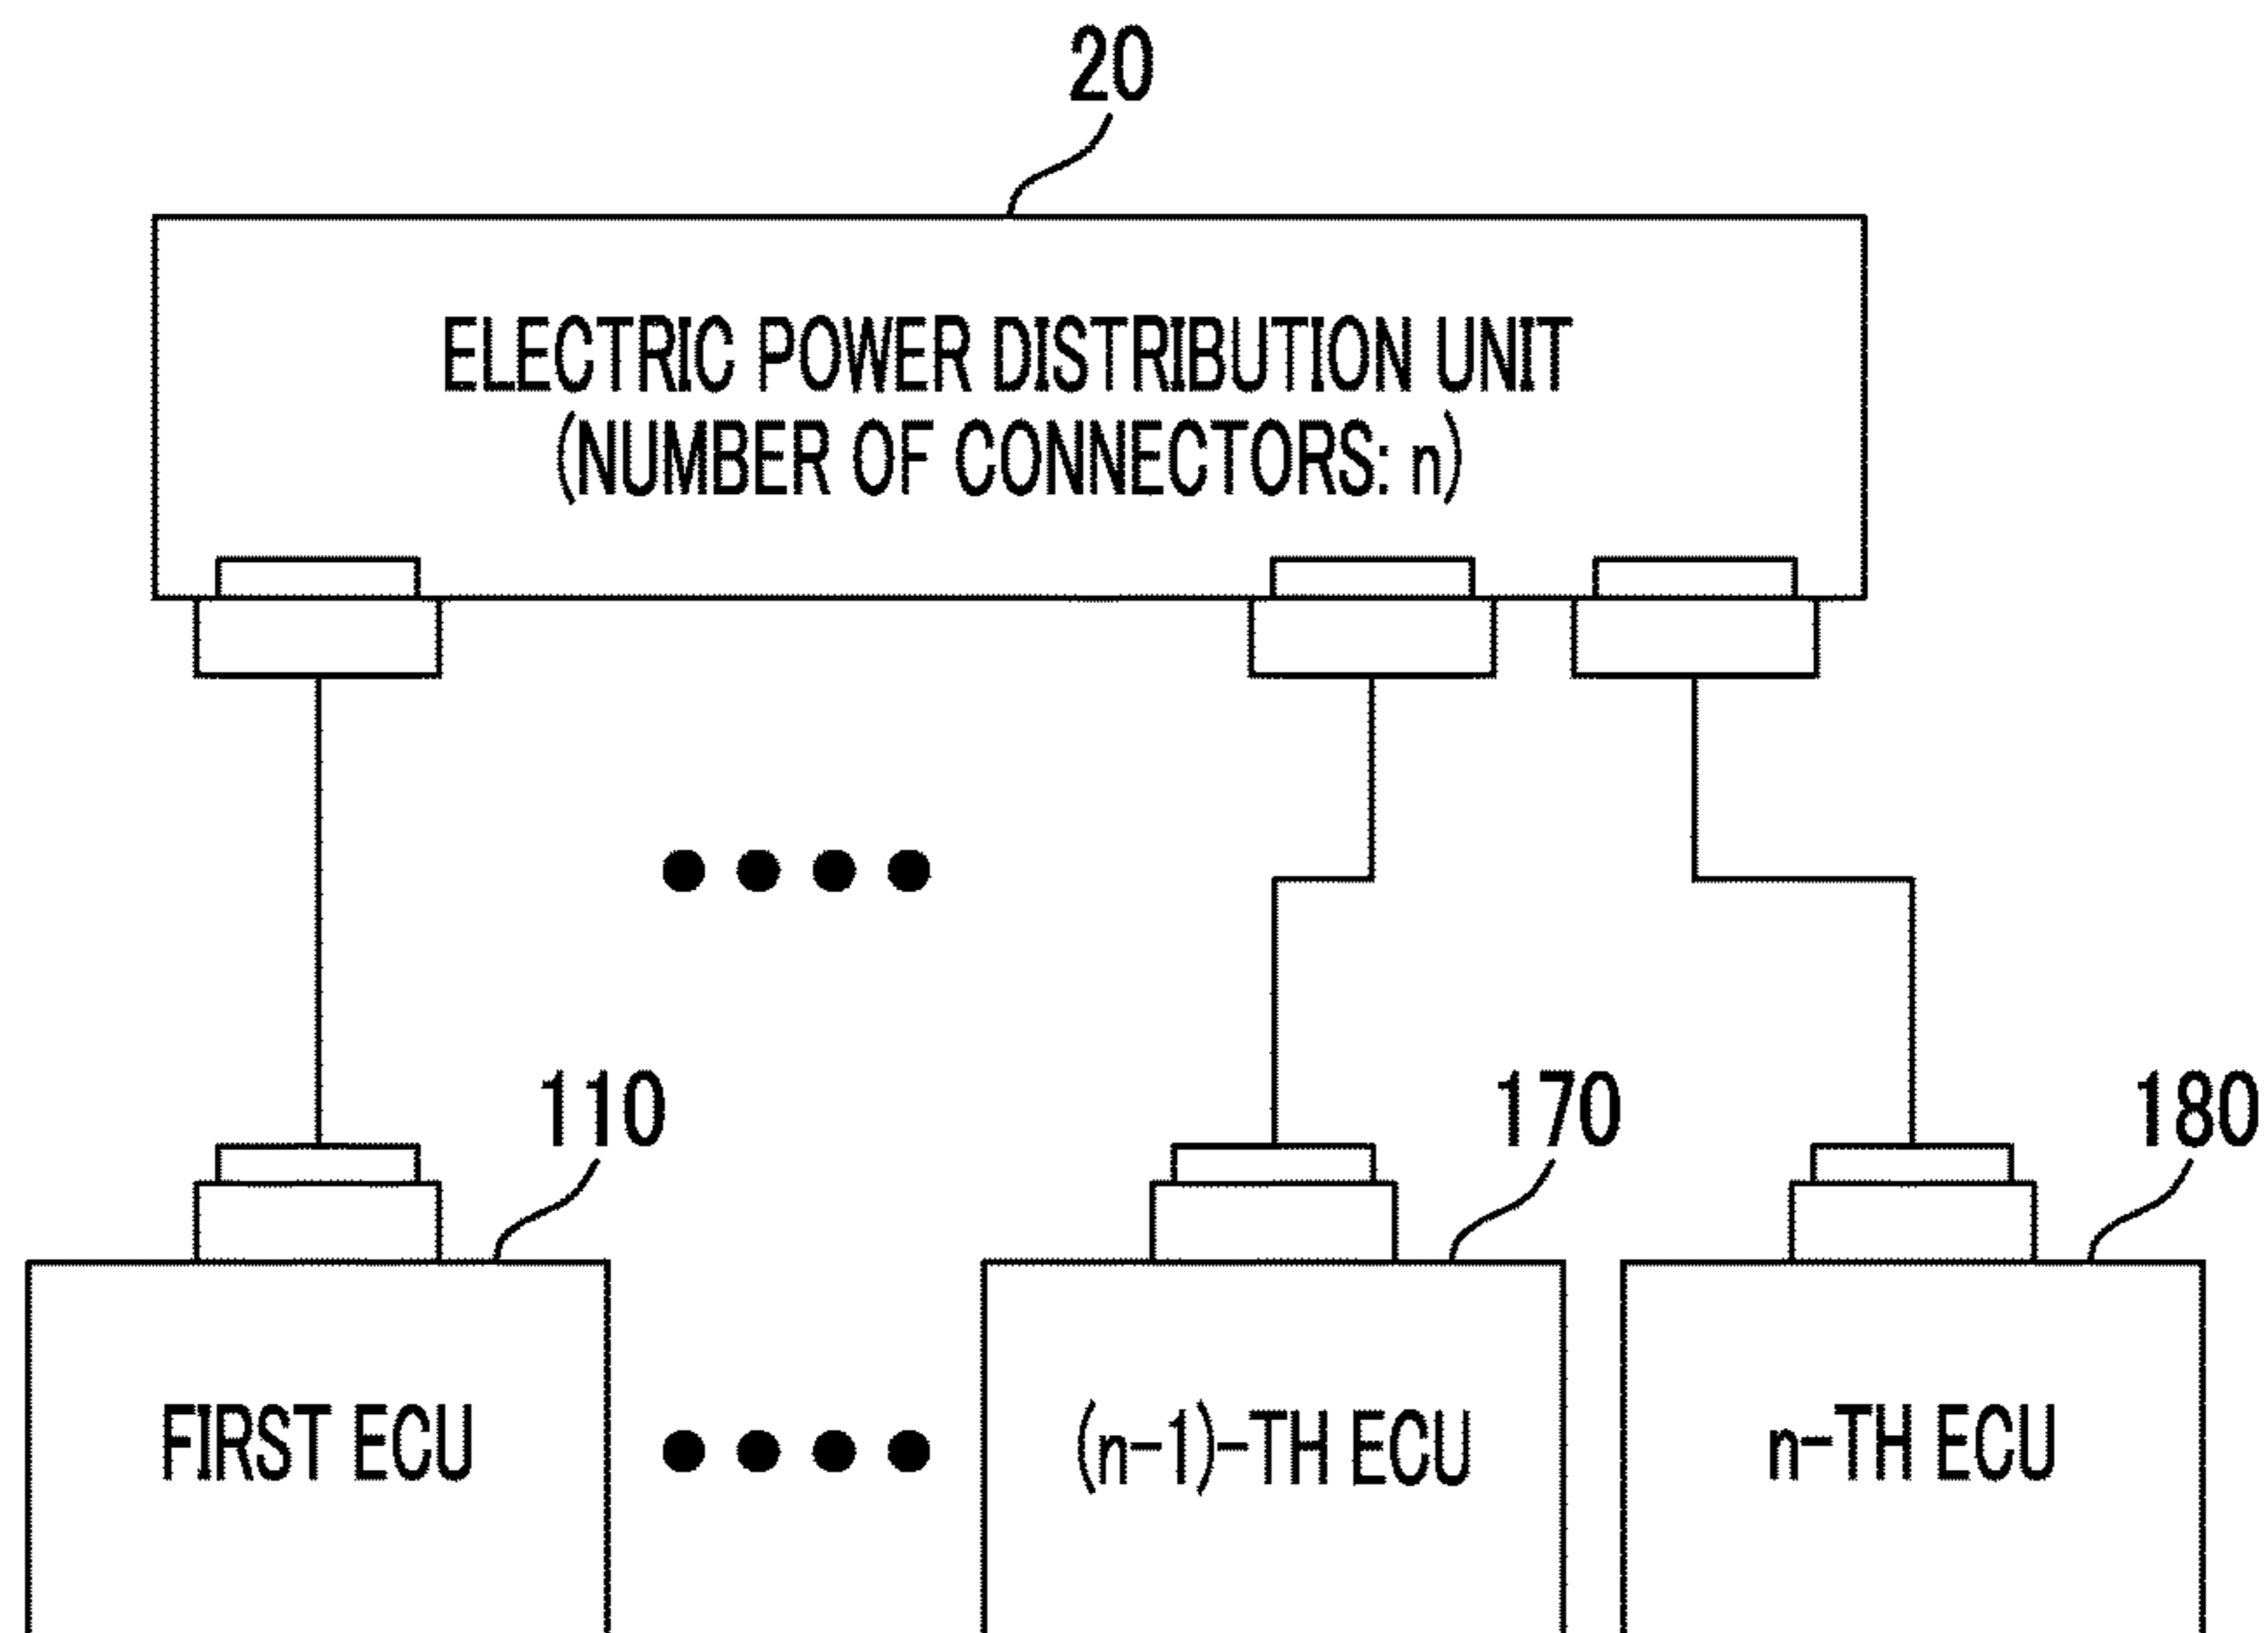 20
ELECTRIC POWER DISTRIBUTION UNIT
(NUMBER OF CONNECTORS: n)
110
170
180
FIRST ECU
(n-1)-TH ECU
n-TH ECU